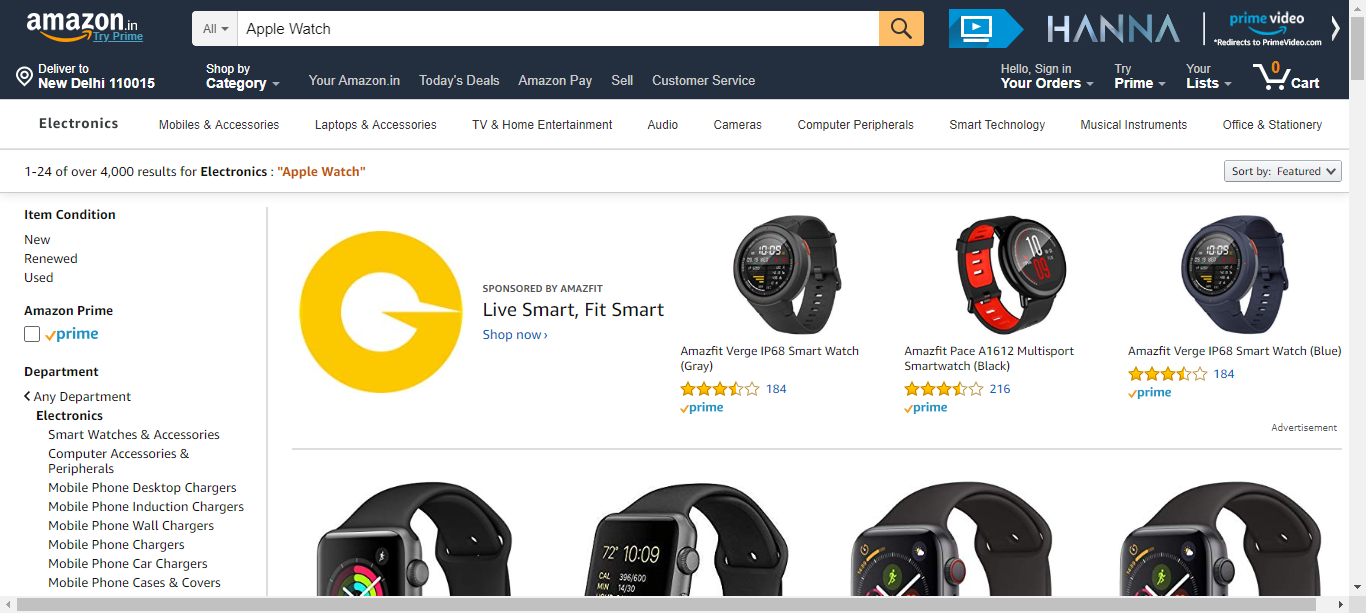 amazon.in
Try Prime
All
Apple Watch
HANNA
prime video
*Redirects to PrimeVideo.com
Deliver to
New Delhi 110015
Shop by
Category
Your Amazon.in
Today's Deals
Amazon Pay
Sell
Customer Service
Hello, Sign in
Your Orders
Try
Prime
Your
Lists
0
Cart
Electronics
Mobiles & Accessories
Laptops & Accessories
TV & Home Entertainment
Audio
Cameras
Computer Peripherals
Smart Technology
Musical Instruments
Office & Stationery
1-24 of over 4,000 results for Electronics : "Apple Watch"
Sort by: Featured
Item Condition
New
Renewed
Used
Amazon Prime
prime
Department
Any Department
Electronics
Smart Watches & Accessories
Computer Accessories &
Peripherals
Mobile Phone Desktop Chargers
Mobile Phone Induction Chargers
Mobile Phone Wall Chargers
Mobile Phone Chargers
Mobile Phone Car Chargers
Mobile Phone Cases & Covers
SPONSORED BY AMAZFIT
Live Smart, Fit Smart
Shop now ›
10:09
Amazfit Verge IP68 Smart Watch
(Gray)
184
prime
10
09
Amazfit Pace A1612 Multisport
Smartwatch (Black)
216
prime
10:09
Amazfit Verge IP68 Smart Watch (Blue)
184
prime
Advertisement
72° 10:09
CAL 396/600
MIN 14/30